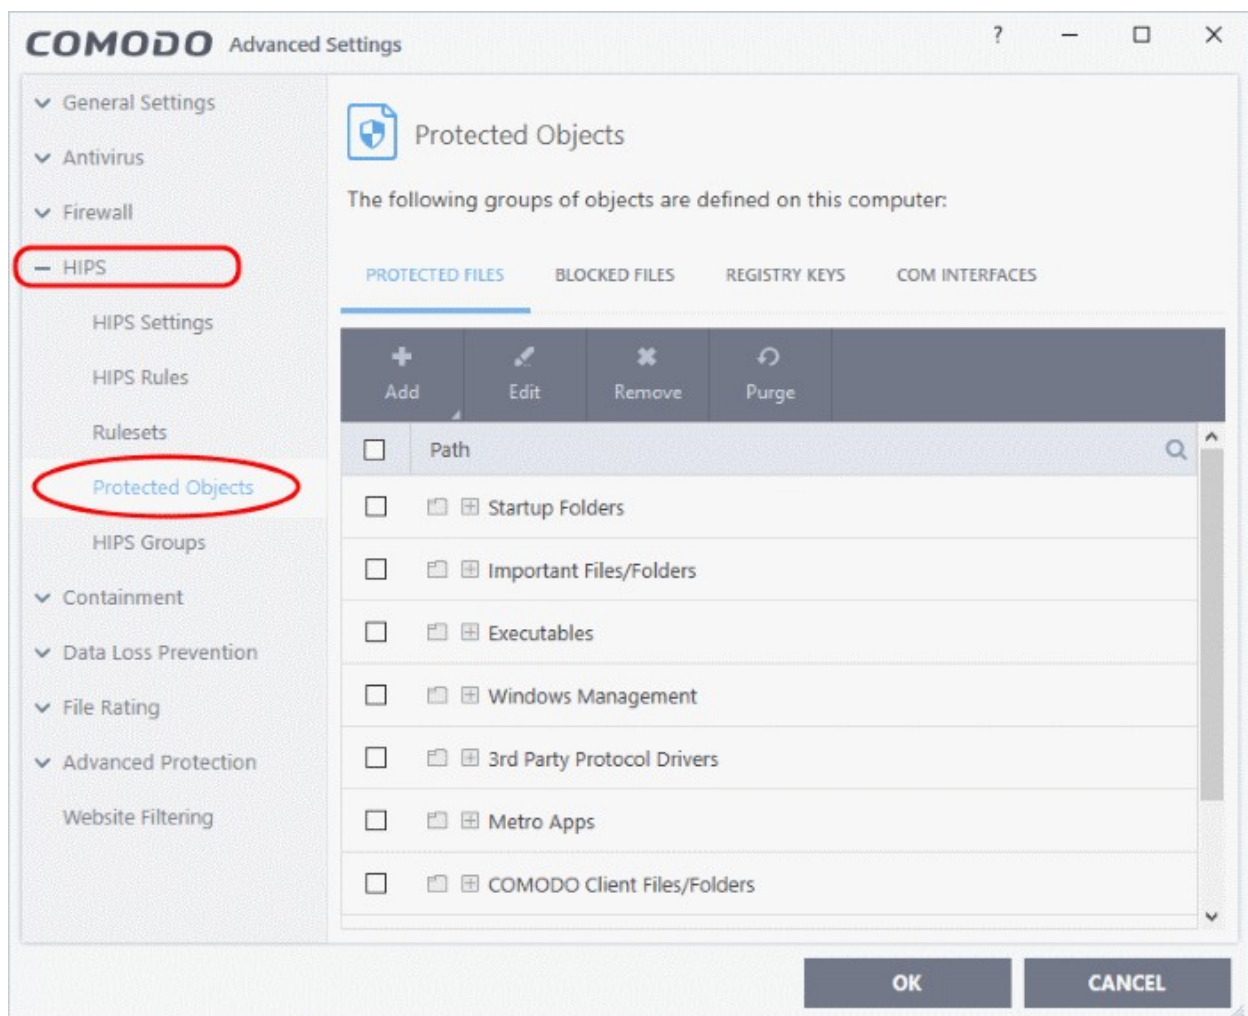 COMODO Advanced Settings
?
General Settings
Antivirus
Firewall
HIPS
HIPS Settings
HIPS Rules
Rulesets
Protected Objects
HIPS Groups
Containment
Data Loss Prevention
File Rating
Advanced Protection
Website Filtering
Protected Objects
The following groups of objects are defined on this computer:
PROTECTED FILES BLOCKED FILES REGISTRY KEYS COM INTERFACES
Add Edit Remove Purge
Path
Startup Folders
Important Files/Folders
Executables
Windows Management
3rd Party Protocol Drivers
Metro Apps
COMODO Client Files/Folders
OK CANCEL